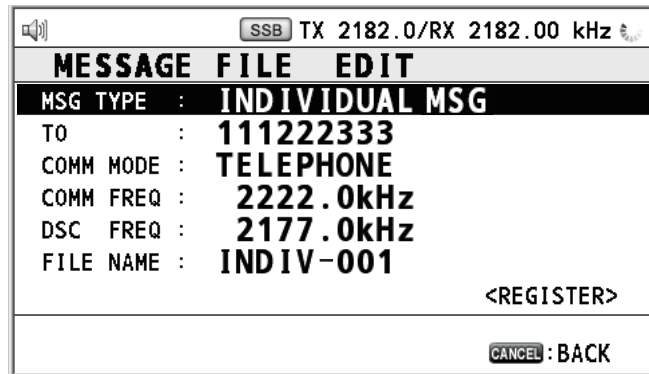 SSB TX 2182.0/RX 2182.00 kHz
MESSAGE FILE EDIT
MSG TYPE : INDIVIDUAL MSG
TO : 111222333
COMM MODE : TELEPHONE
COMM FREQ : 2222.0kHz
DSC FREQ : 2177.0kHz
FILE NAME : INDIV-001
<REGISTER>
CANCEL : BACK